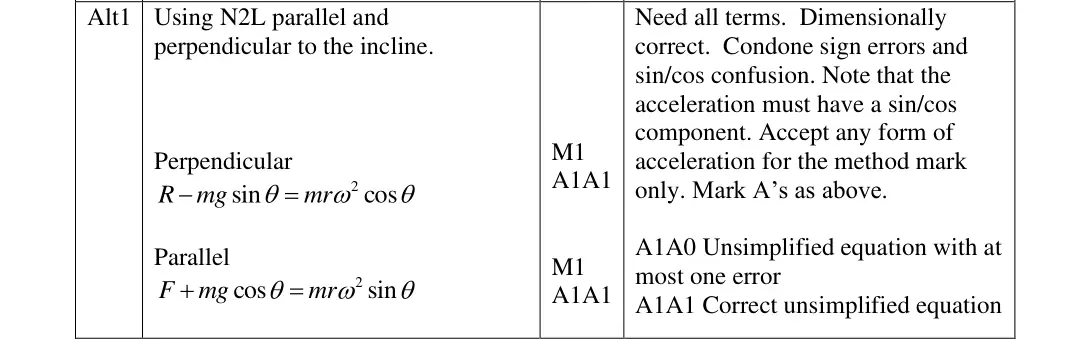 Alt1
Using N2L parallel and
perpendicular to the incline.
Perpendicular
R − mg sin θ = mrω² cos θ
Parallel
F + mg cos θ = mrω² sin θ
M1
A1A1
M1
A1A1
Need all terms.  Dimensionally
correct.  Condone sign errors and
sin/cos confusion. Note that the
acceleration must have a sin/cos
component. Accept any form of
acceleration for the method mark
only. Mark A’s as above.
A1A0 Unsimplified equation with at
most one error
A1A1 Correct unsimplified equation